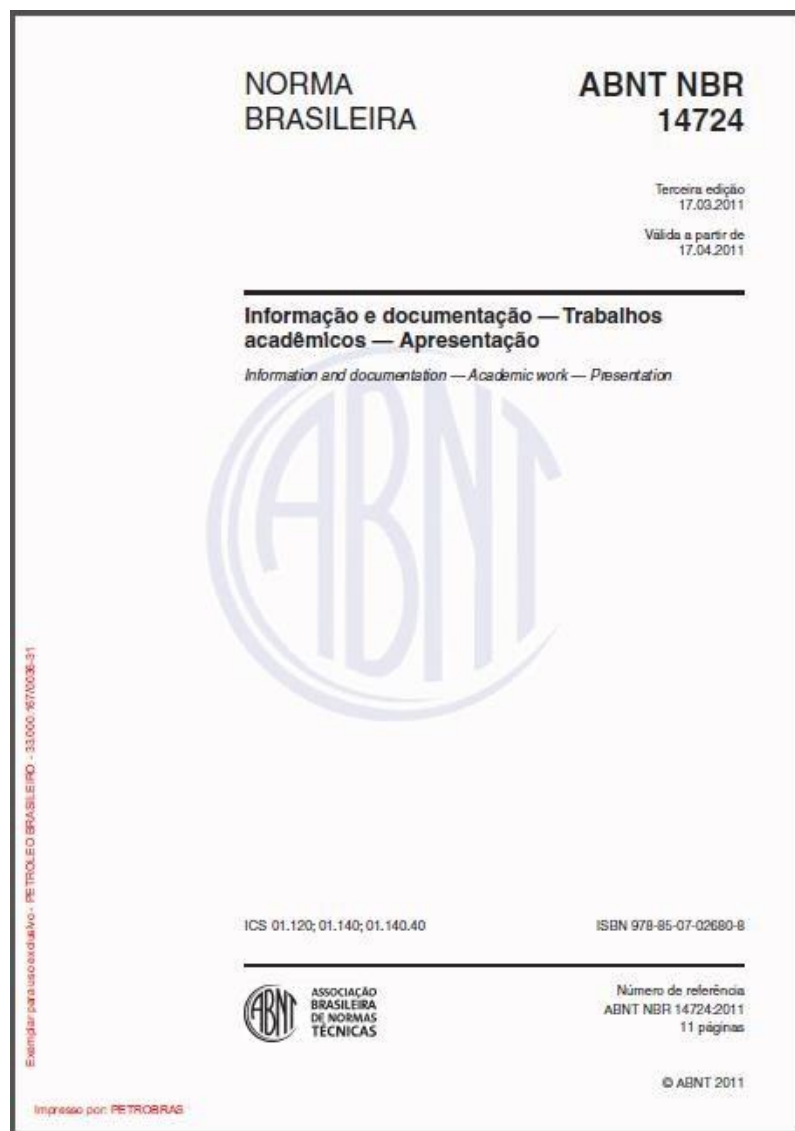 NORMA
BRASILEIRA
ABNT NBR
14724
Terceira edição
17.03.2011
Válida a partir de
17.04.2011
Informação e documentação — Trabalhos
acadêmicos — Apresentação
Information and documentation — Academic work — Presentation
ABNT
ICS 01.120; 01.140; 01.140.40
ISBN 978-85-07-02680-8
ABNT
ASSOCIAÇÃO
BRASILEIRA
DE NORMAS
TÉCNICAS
Número de referência
ABNT NBR 14724:2011
11 páginas
© ABNT 2011
Exemplar para uso exclusivo - PETROLEO BRASILEIRO - 33.000.167/0036-31
Impresso por: PETROBRAS